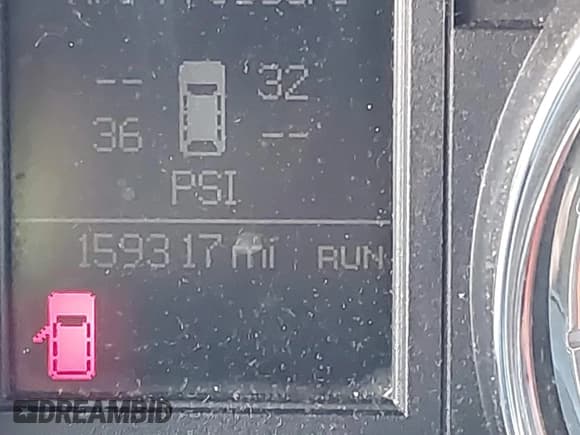 -- 32
36 --
PSI
159317 mi RUN
DREAMBID